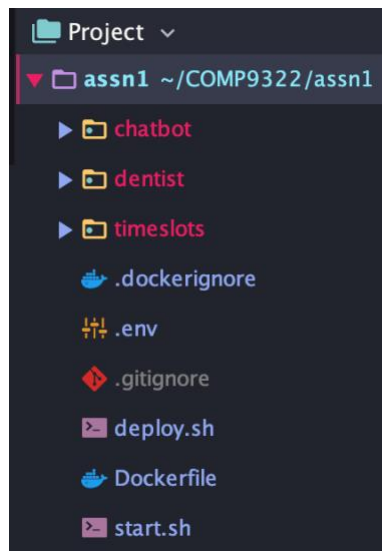 Project
assn1 ~/COMP9322/assn1
chatbot
dentist
timeslots
.dockerignore
.env
.gitignore
deploy.sh
Dockerfile
start.sh